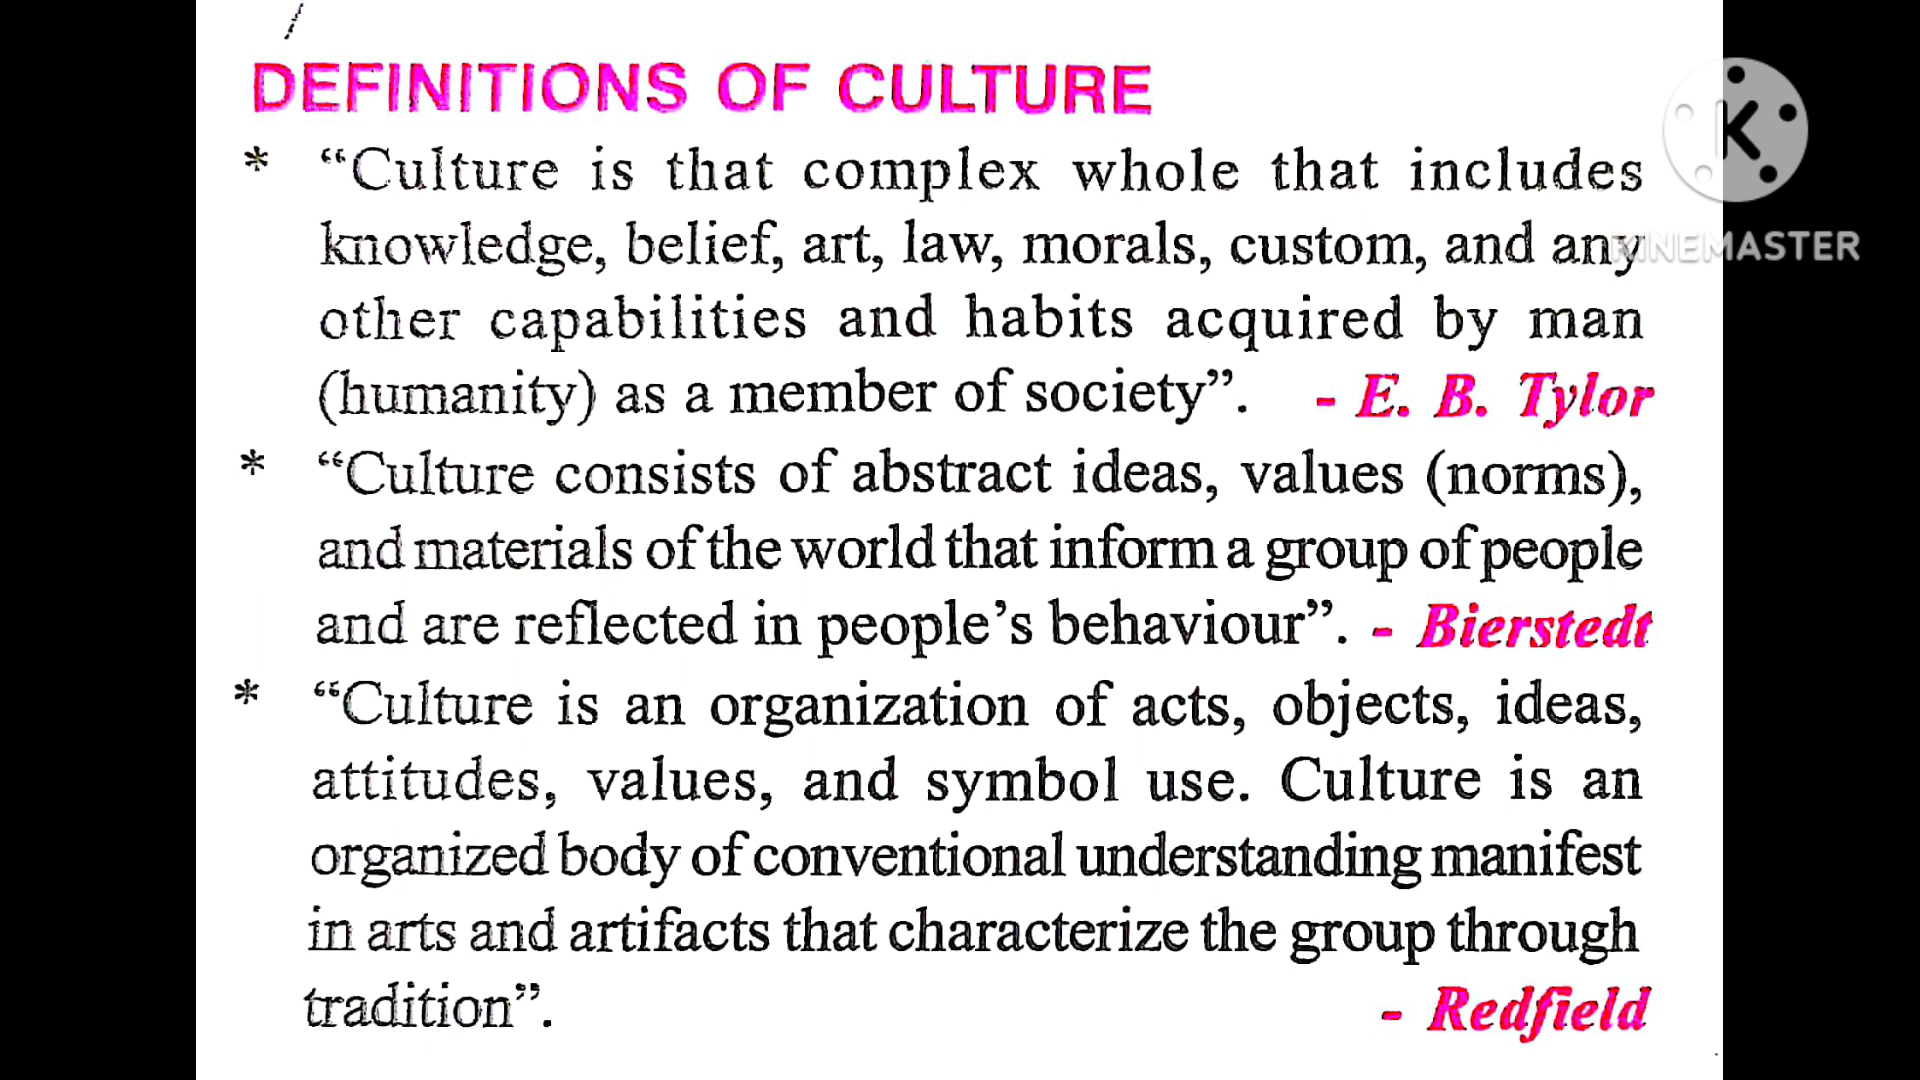 DEFINITIONS OF CULTURE
* “Culture is that complex whole that includes
knowledge, belief, art, law, morals, custom, and any
other capabilities and habits acquired by man
(humanity) as a member of society”. - E. B. Tylor
* “Culture consists of abstract ideas, values (norms),
and materials of the world that inform a group of people
and are reflected in people’s behaviour”. - Bierstedt
* “Culture is an organization of acts, objects, ideas,
attitudes, values, and symbol use. Culture is an
organized body of conventional understanding manifest
in arts and artifacts that characterize the group through
tradition”. - Redfield
K
KINEMASTER